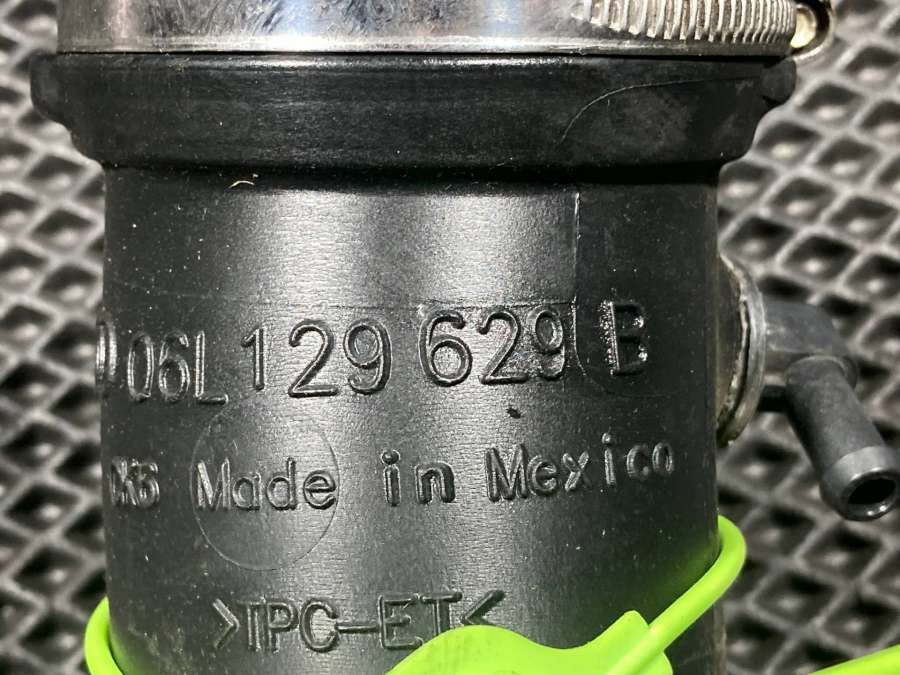 06L 129 629 B
Made in Mexico
>TPC-ET<